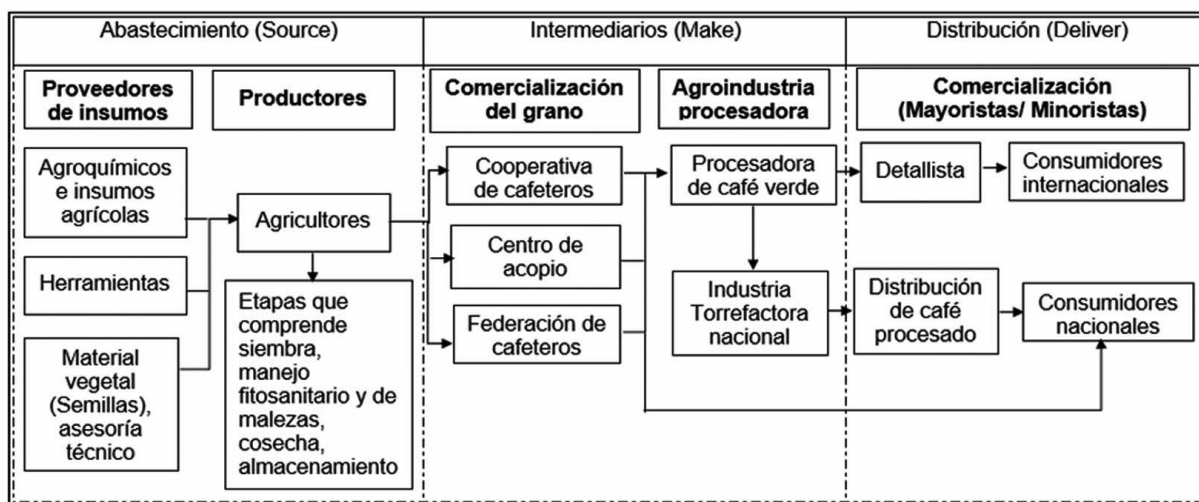 Abastecimiento (Source)
Intermediarios (Make)
Distribución (Deliver)
Proveedores
de insumos
Productores
Comercialización
del grano
Agroindustria
procesadora
Comercialización
(Mayoristas/ Minoristas)
Agroquímicos
e insumos
agrícolas
Herramientas
Material
vegetal
(Semillas),
asesoría
técnico
Agricultores
Etapas que
comprende
siembra,
manejo
fitosanitario y de
malezas,
cosecha,
almacenamiento
Cooperativa
de cafeteros
Centro de
acopio
Federación de
cafeteros
Procesadora
de café verde
Industria
Torrefactora
nacional
Detallista
Consumidores
internacionales
Distribución
de café
procesado
Consumidores
nacionales